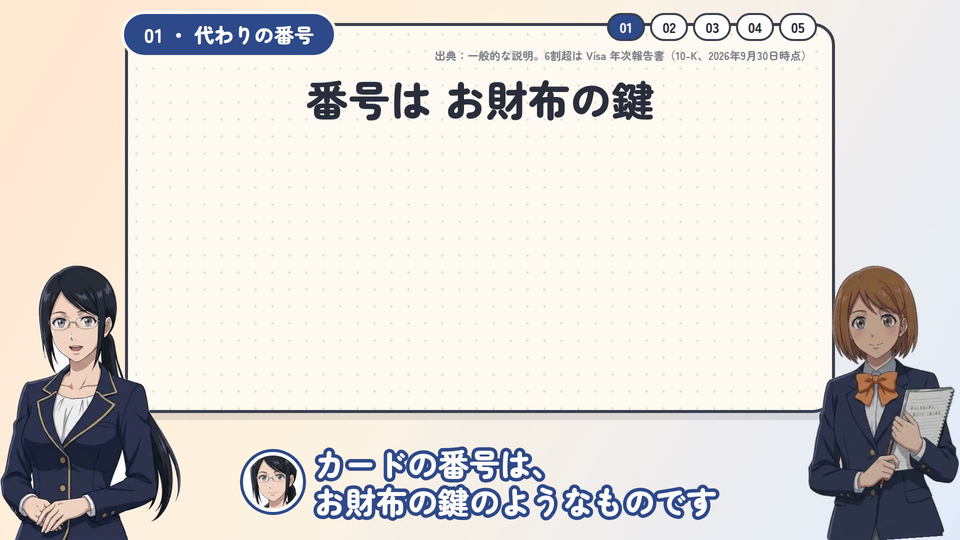 01 ・ 代わりの番号
01 02 03 04 05
出典：一般的な説明。6割超は Visa 年次報告書（10-K、2026年9月30日時点）
番号は お財布の鍵
カードの番号は、
お財布の鍵のようなものです